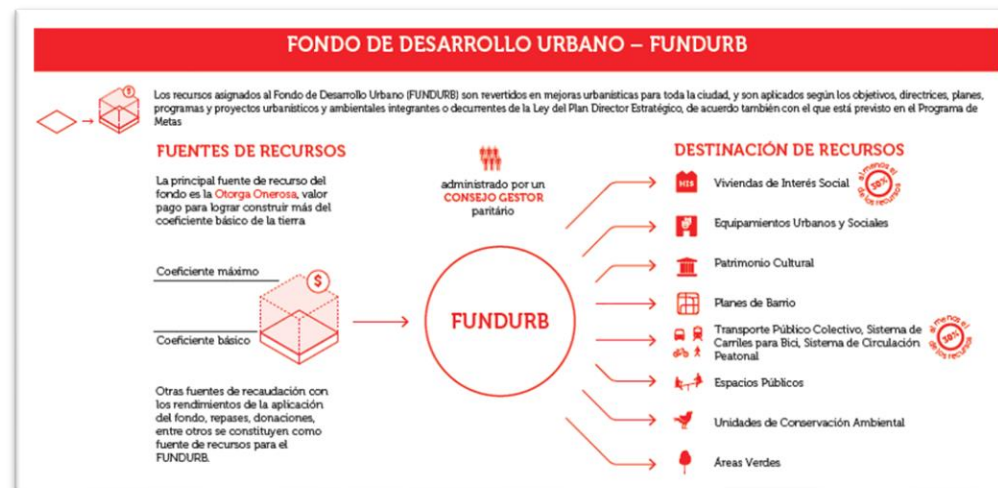 FONDO DE DESARROLLO URBANO – FUNDURB
Los recursos asignados al Fondo de Desarrollo Urbano (FUNDURB) son revertidos en mejoras urbanísticas para toda la ciudad, y son aplicados según los objetivos, directrices, planes,
programas y proyectos urbanísticos y ambientales integrantes o decurrentes de la Ley del Plan Director Estratégico, de acuerdo también con el que está previsto en el Programa de
Metas
$
FUENTES DE RECURSOS
La principal fuente de recurso del
fondo es la Otorga Onerosa, valor
pago para lograr construir más del
coeficiente básico de la tierra
Coeficiente máximo
$
Coeficiente básico
Otras fuentes de recaudación con
los rendimientos de la aplicación
del fondo, repases, donaciones,
entre otros se constituyen como
fuente de recursos para el
FUNDURB.
administrado por un
CONSEJO GESTOR
paritário
FUNDURB
DESTINACIÓN DE RECURSOS
HIS
Viviendas de Interés Social
al menos el
30%
de los recursos
Equipamientos Urbanos y Sociales
Patrimonio Cultural
Planes de Barrio
Transporte Público Colectivo, Sistema de
Carriles para Bici, Sistema de Circulación
Peatonal
al menos el
30%
de los recursos
Espacios Públicos
Unidades de Conservación Ambiental
Áreas Verdes